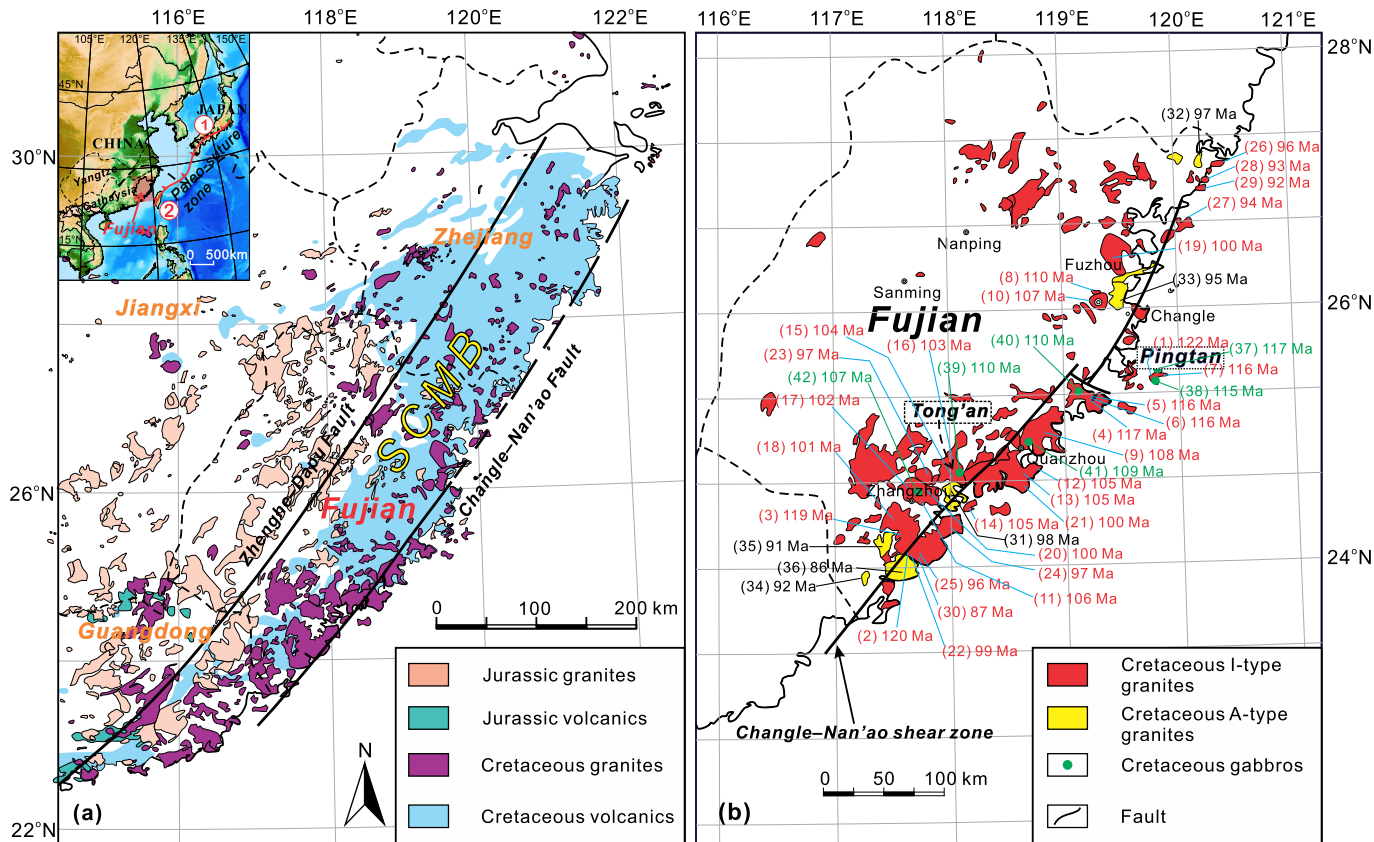 116°E
118°E
120°E
122°E
105°E
120°E
135°E
150°E
45°N
JAPAN
1
CHINA
Yangtze
Cathaysia
Paleo-suture
zone
2
Fujian
15°N
0 500km
30°N
26°N
22°N
Zhejiang
Jiangxi
SCMB
Zhenghe–Dapu Fault
Changle–Nan'ao Fault
Fujian
Guangdong
0 100 200 km
N
(a)
Jurassic granites
Jurassic volcanics
Cretaceous granites
Cretaceous volcanics
116°E
117°E
118°E
119°E
120°E
121°E
28°N
26°N
24°N
(32) 97 Ma
(26) 96 Ma
(28) 93 Ma
(29) 92 Ma
(27) 94 Ma
Nanping
(19) 100 Ma
Fuzhou
(8) 110 Ma
(33) 95 Ma
(10) 107 Ma
Sanming
Changle
Fujian
(15) 104 Ma
(16) 103 Ma
(40) 110 Ma
(1) 122 Ma
(37) 117 Ma
Pingtan
(23) 97 Ma
(39) 110 Ma
(7) 116 Ma
(42) 107 Ma
(38) 115 Ma
(17) 102 Ma
Tong'an
(5) 116 Ma
(6) 116 Ma
(4) 117 Ma
(18) 101 Ma
(9) 108 Ma
Quanzhou
(41) 109 Ma
(12) 105 Ma
Zhangzhou
(13) 105 Ma
(3) 119 Ma
(14) 105 Ma
(21) 100 Ma
(31) 98 Ma
(35) 91 Ma
(20) 100 Ma
(36) 86 Ma
(24) 97 Ma
(34) 92 Ma
(25) 96 Ma
(11) 106 Ma
(30) 87 Ma
(2) 120 Ma
(22) 99 Ma
Changle–Nan'ao shear zone
0 50 100 km
(b)
Cretaceous I-type
granites
Cretaceous A-type
granites
Cretaceous gabbros
Fault